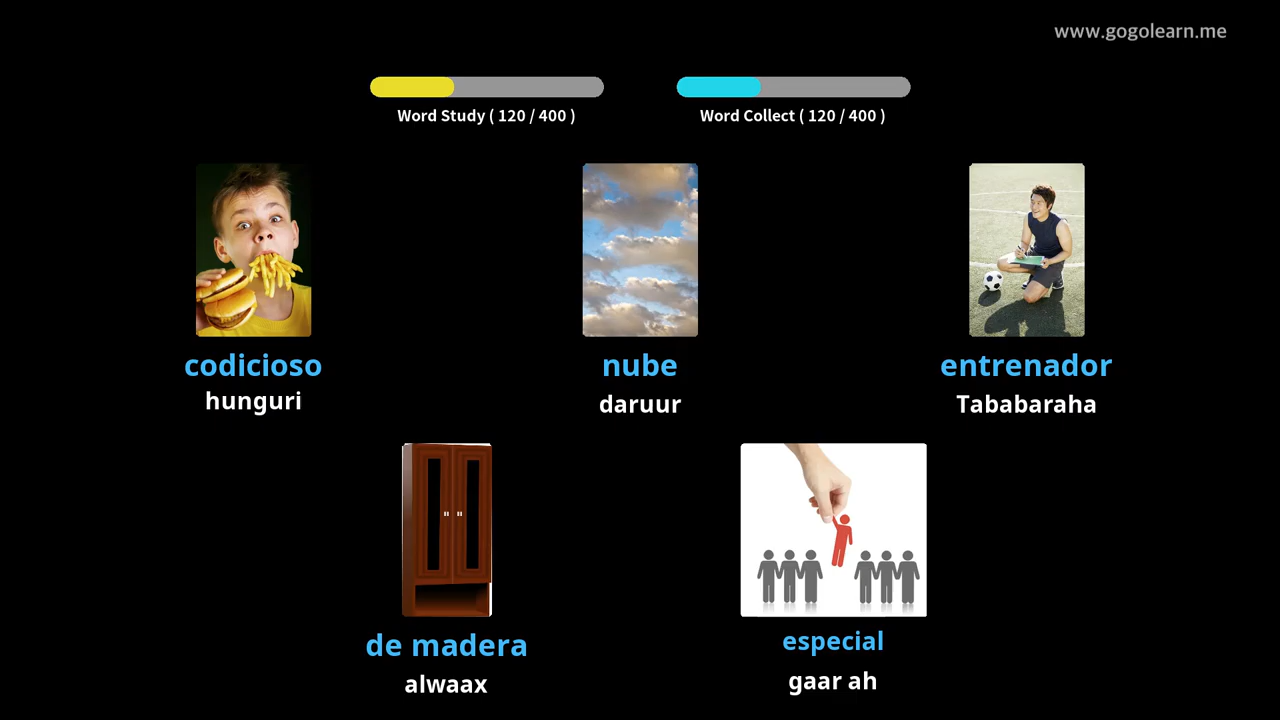 www.gogolearn.me
Word Study ( 120 / 400 )
Word Collect ( 120 / 400 )
codicioso
hunguri
nube
daruur
entrenador
Tababaraha
de madera
alwaax
especial
gaar ah